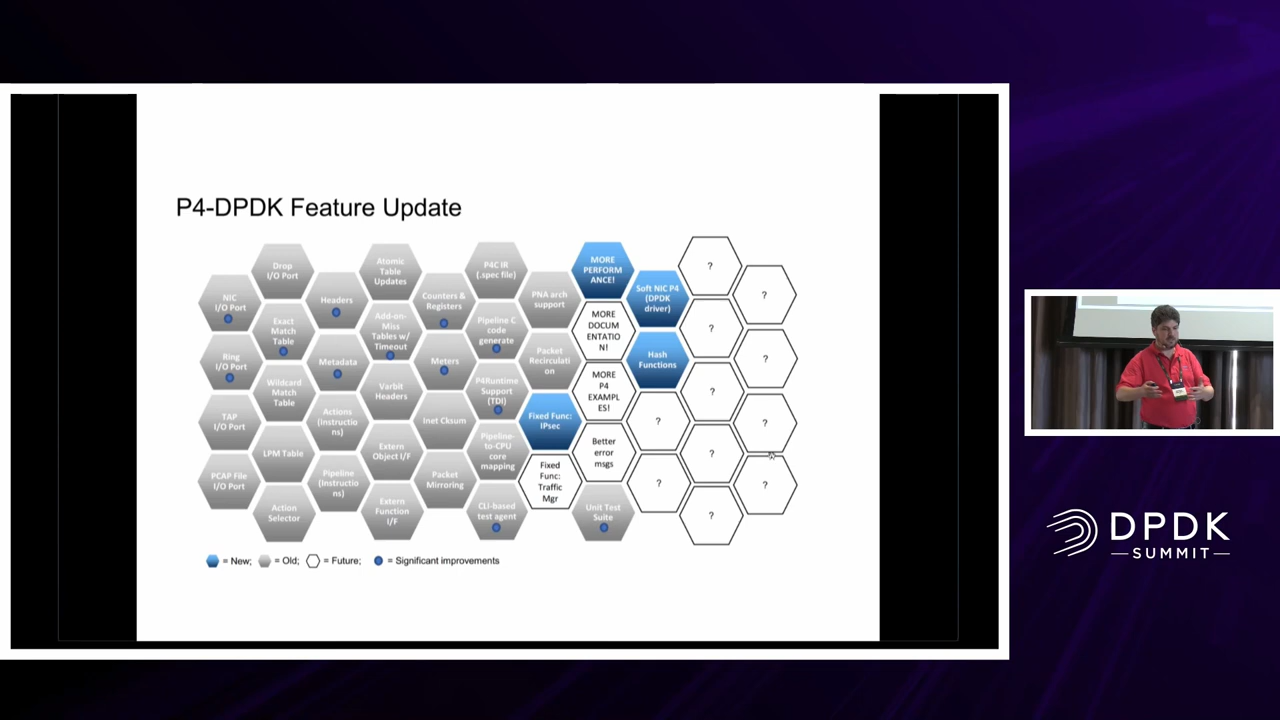 P4-DPDK Feature Update
NIC
I/O Port
Ring
I/O Port
TAP
I/O Port
PCAP File
I/O Port
Drop
I/O Port
Exact
Match
Table
Wildcard
Match
Table
LPM Table
Action
Selector
Headers
Metadata
Actions
(Instructio
ns)
Pipeline
(Instructio
ns)
Atomic
Table
Updates
Add-on-
Miss
Tables w/
Timeout
Varbit
Headers
Extern
Object I/F
Extern
Function
I/F
Counters &
Registers
Meters
Inet Cksum
Packet
Mirroring
P4C IR
(.spec file)
Pipeline C
code
generate
P4Runtime
Support
(TDI)
Pipeline-
to-CPU
core
mapping
CLI-based
test agent
PNA arch
support
Packet
Recirculati
on
Fixed Func:
IPsec
Fixed
Func:
Traffic
Mgr
MORE
PERFORM
ANCE!
MORE
DOCUM
ENTATIO
N!
MORE
P4
EXAMPL
ES!
Better
error
msgs
Unit Test
Suite
Soft NIC P4
(DPDK
driver)
Hash
Functions
?
?
?
?
?
?
?
?
?
?
?
= New; = Old; = Future; = Significant improvements
DPDK
SUMMIT